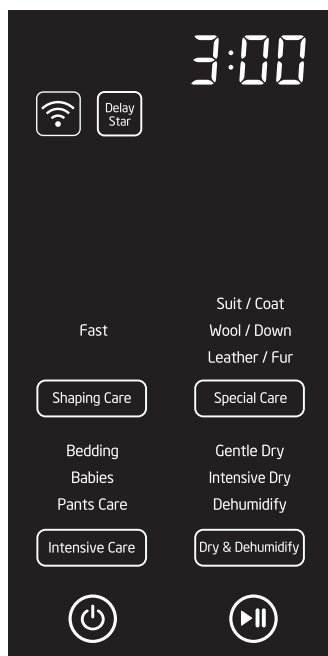 3:00
Delay
Star
Suit / Coat
Fast
Wool / Down
Leather / Fur
Shaping Care
Special Care
Bedding
Gentle Dry
Babies
Intensive Dry
Pants Care
Dehumidify
Intensive Care
Dry & Dehumidify